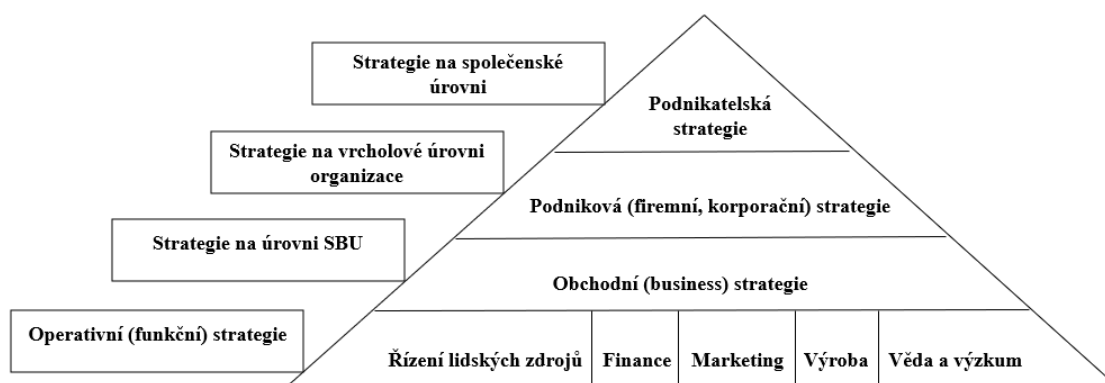 Strategie na společenské
úrovni
Podnikatelská
strategie
Strategie na vrcholové úrovni
organizace
Podniková (firemní, korporační) strategie
Strategie na úrovni SBU
Obchodní (business) strategie
Operativní (funkční) strategie
Řízení lidských zdrojů
Finance
Marketing
Výroba
Věda a výzkum